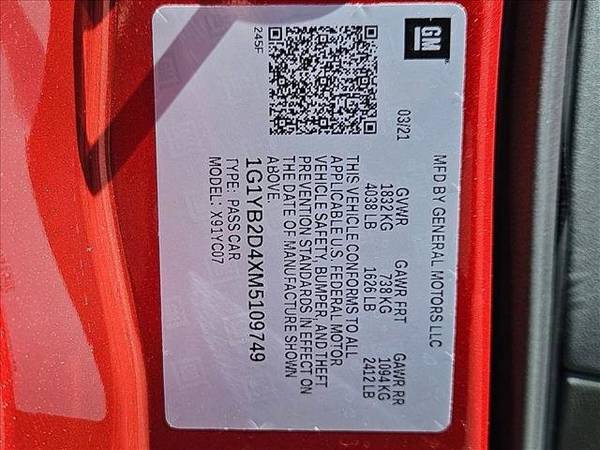 GM
MFD BY GENERAL MOTORS LLC
03/21
GVWR GAWR FRT GAWR RR
1832 KG 738 KG 1094 KG
4038 LB 1626 LB 2412 LB
THIS VEHICLE CONFORMS TO ALL
APPLICABLE U.S. FEDERAL MOTOR
VEHICLE SAFETY, BUMPER, AND THEFT
PREVENTION STANDARDS IN EFFECT ON
THE DATE OF MANUFACTURE SHOWN
ABOVE.
1G1YB2D4XM5109749
TYPE: PASS CAR
MODEL: X91YC07
245F